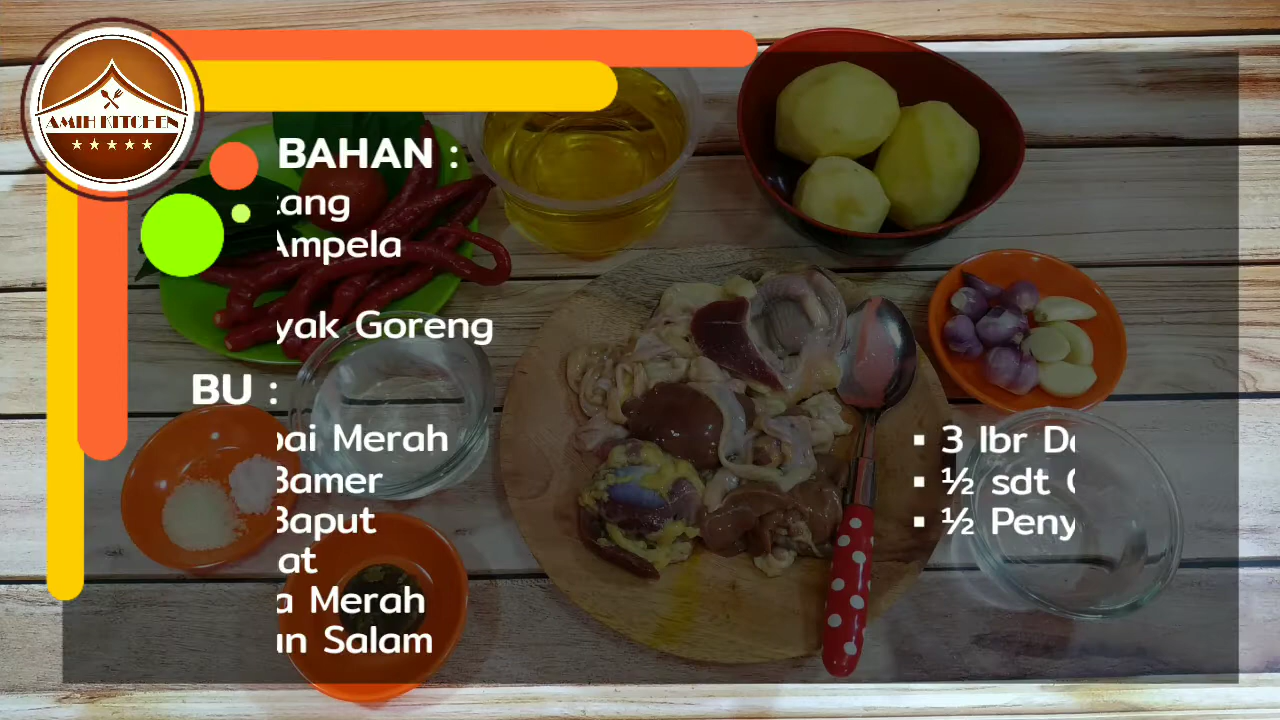 AMIH KITCHEN
BAHAN :
tang
Ampela
yak Goreng
BU :
bai Merah
Bamer
Baput
at
a Merah
un Salam
▪ 3 lbr D
▪ ½ sdt
▪ ½ Peny